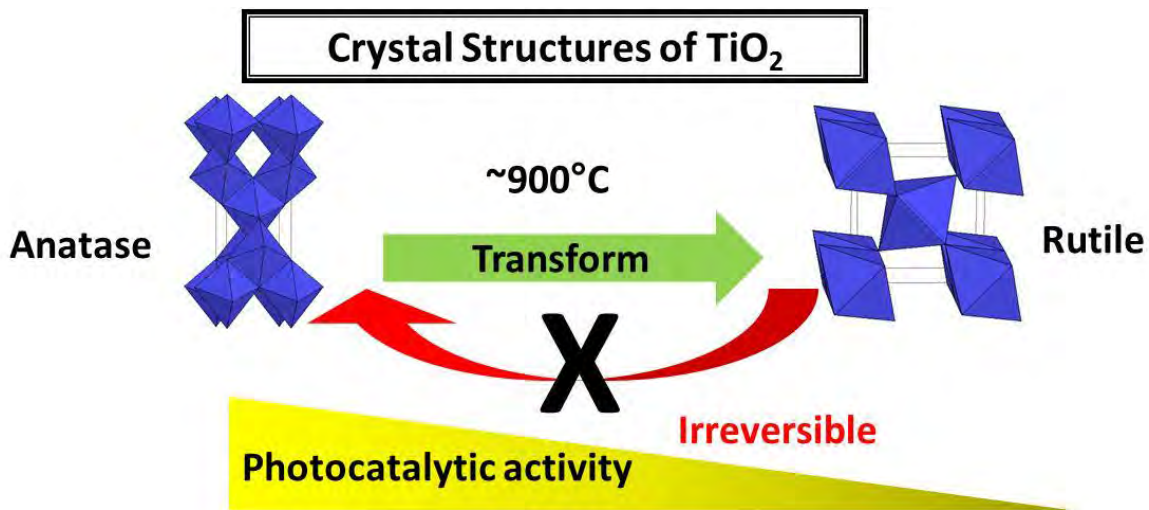 Crystal Structures of TiO₂
~900°C
Anatase
Transform
Rutile
X
Irreversible
Photocatalytic activity